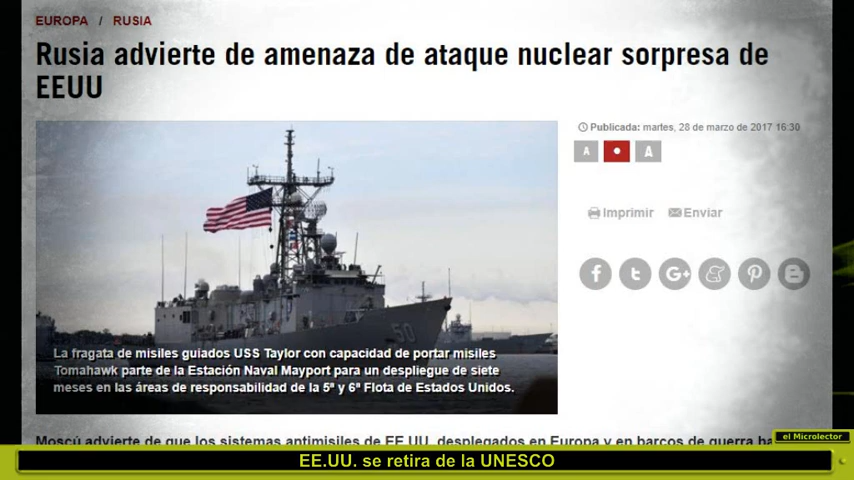 EUROPA / RUSIA
Rusia advierte de amenaza de ataque nuclear sorpresa de
EEUU
Publicada: martes, 28 de marzo de 2017 16:30
A A
Imprimir Enviar
50
La fragata de misiles guiados USS Taylor con capacidad de portar misiles
Tomahawk parte de la Estación Naval Mayport para un despliegue de siete
meses en las áreas de responsabilidad de la 5ª y 6ª Flota de Estados Unidos.
Moscú advierte de que los sistemas antimisiles de EE.UU. desplegados en Europa y en barcos de guerra
el Microlector
EE.UU. se retira de la UNESCO